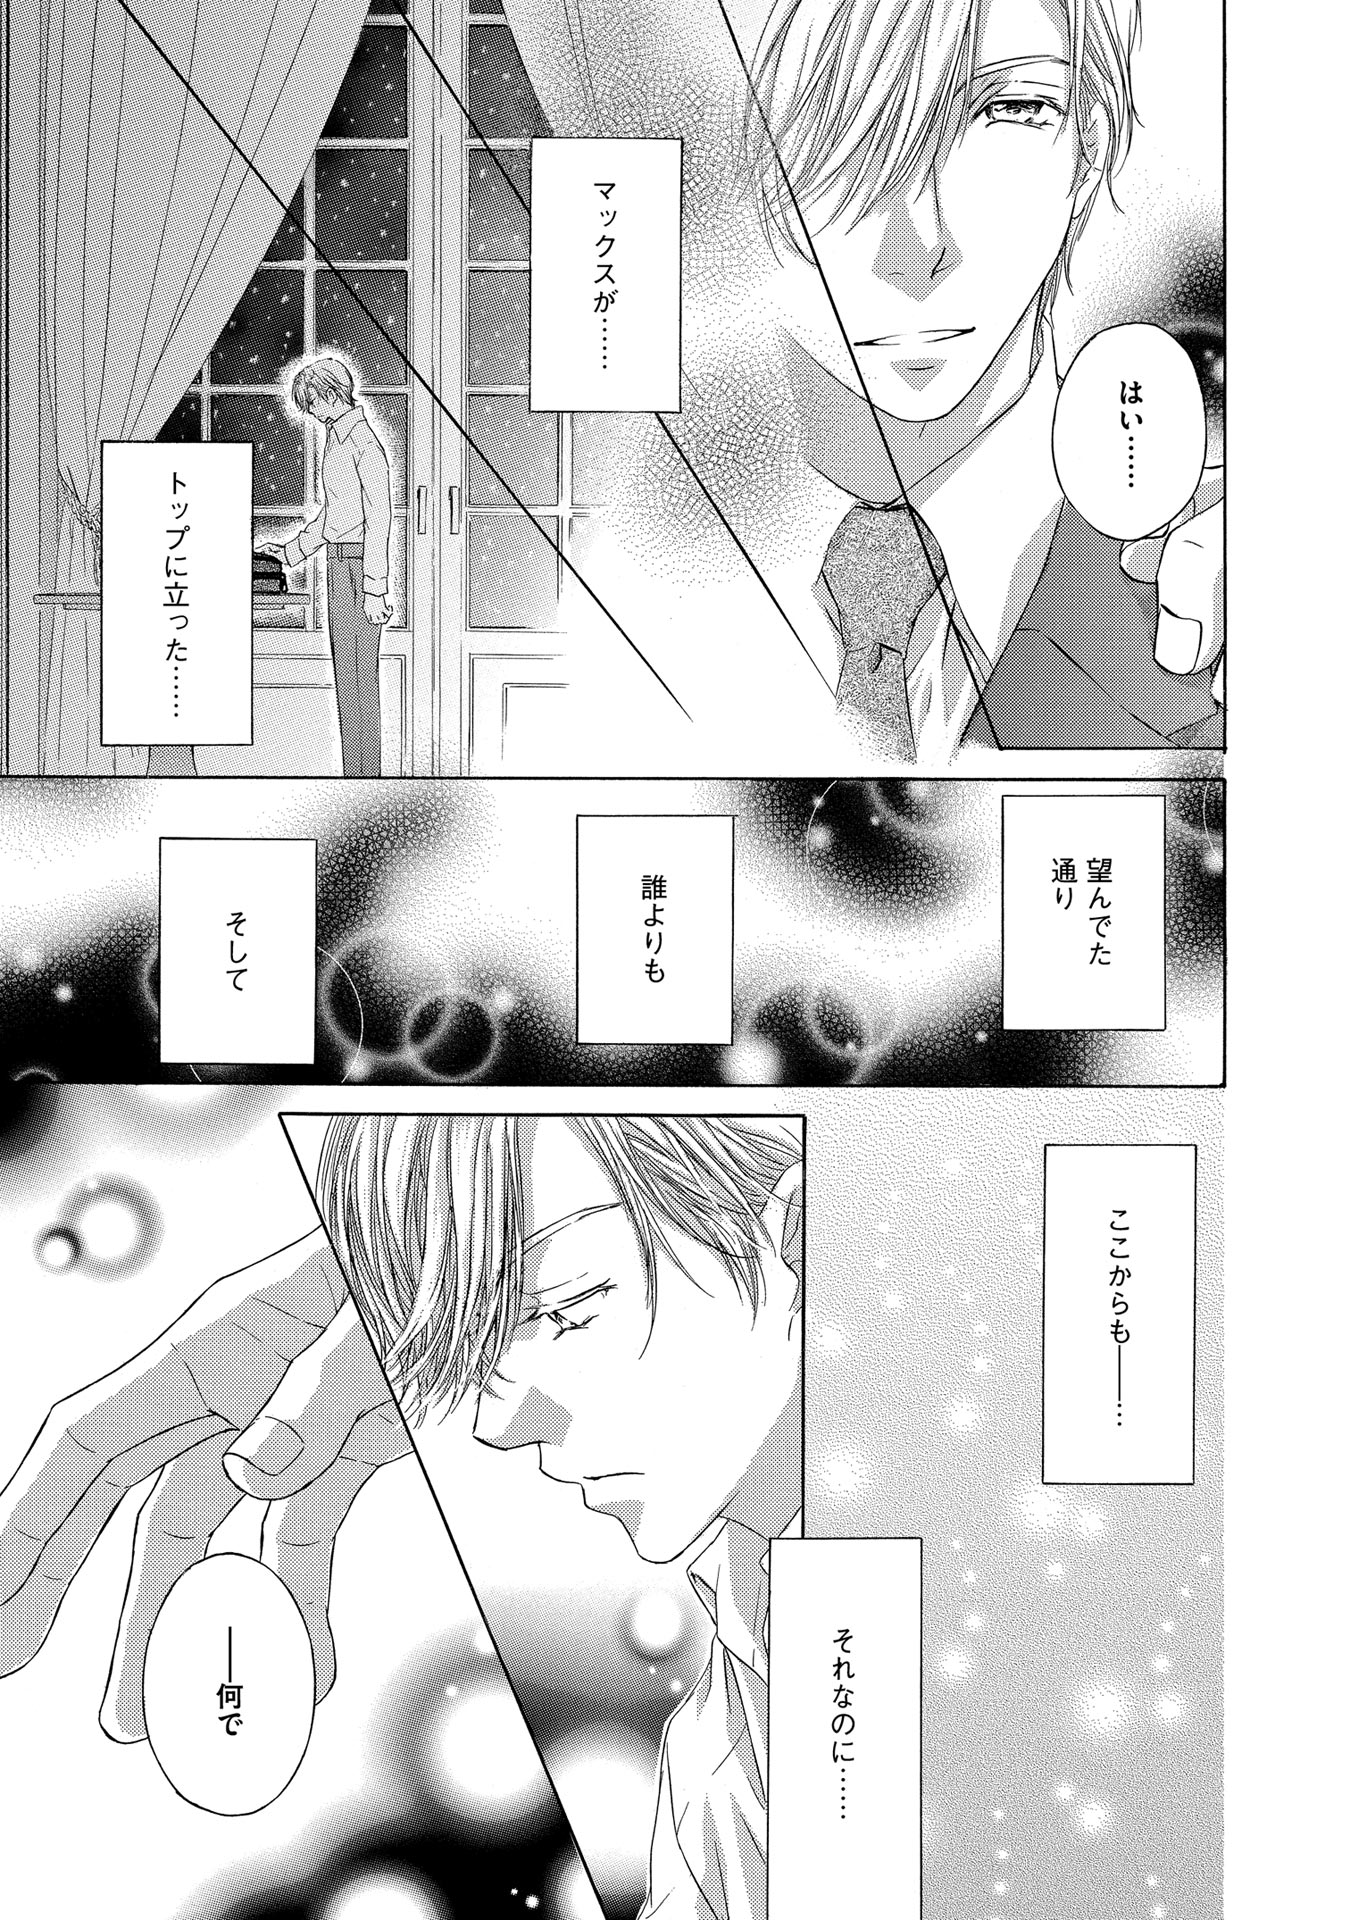 はい……
マックスが……
トップに立った……
望んでた
通り
誰よりも
そして
ここからも――……
それなのに……
――何で